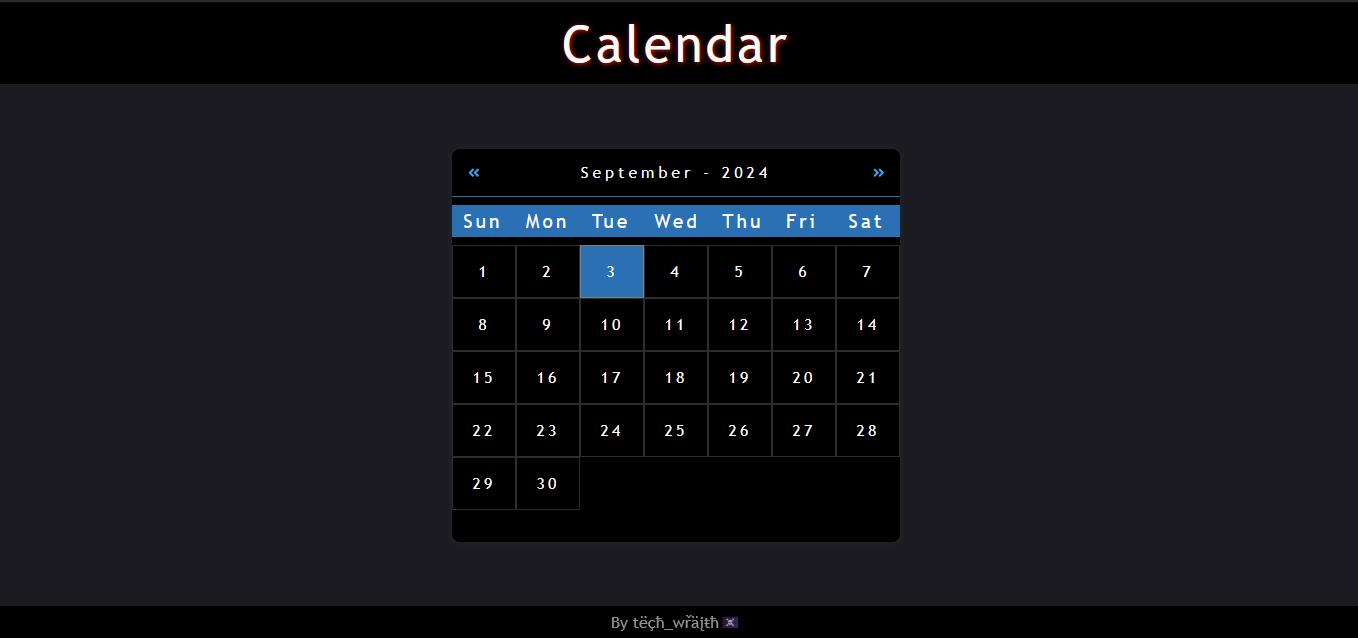 Calendar
« September - 2024 »
Sun Mon Tue Wed Thu Fri Sat
1 2 3 4 5 6 7
8 9 10 11 12 13 14
15 16 17 18 19 20 21
22 23 24 25 26 27 28
29 30
By tëçħ_wřäįŧħ